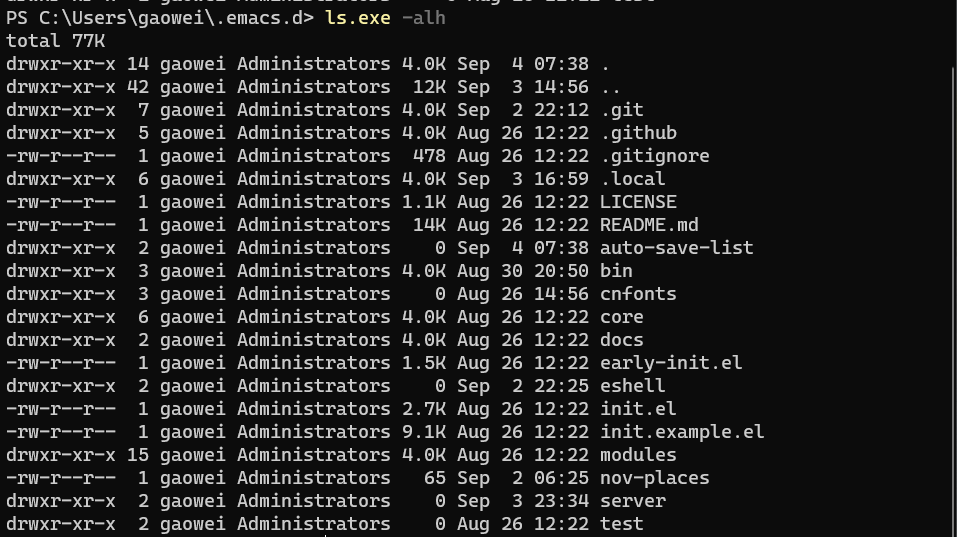 PS C:\Users\gaowei\.emacs.d> ls.exe -alh
total 77K
drwxr-xr-x 14 gaowei Administrators 4.0K Sep  4 07:38 .
drwxr-xr-x 42 gaowei Administrators  12K Sep  3 14:56 ..
drwxr-xr-x  7 gaowei Administrators 4.0K Sep  2 22:12 .git
drwxr-xr-x  5 gaowei Administrators 4.0K Aug 26 12:22 .github
-rw-r--r--  1 gaowei Administrators  478 Aug 26 12:22 .gitignore
drwxr-xr-x  6 gaowei Administrators 4.0K Sep  3 16:59 .local
-rw-r--r--  1 gaowei Administrators 1.1K Aug 26 12:22 LICENSE
-rw-r--r--  1 gaowei Administrators  14K Aug 26 12:22 README.md
drwxr-xr-x  2 gaowei Administrators    0 Sep  4 07:38 auto-save-list
drwxr-xr-x  3 gaowei Administrators 4.0K Aug 30 20:50 bin
drwxr-xr-x  3 gaowei Administrators    0 Aug 26 14:56 cnfonts
drwxr-xr-x  6 gaowei Administrators 4.0K Aug 26 12:22 core
drwxr-xr-x  2 gaowei Administrators 4.0K Aug 26 12:22 docs
-rw-r--r--  1 gaowei Administrators 1.5K Aug 26 12:22 early-init.el
drwxr-xr-x  2 gaowei Administrators    0 Sep  2 22:25 eshell
-rw-r--r--  1 gaowei Administrators 2.7K Aug 26 12:22 init.el
-rw-r--r--  1 gaowei Administrators 9.1K Aug 26 12:22 init.example.el
drwxr-xr-x 15 gaowei Administrators 4.0K Aug 26 12:22 modules
-rw-r--r--  1 gaowei Administrators   65 Sep  2 06:25 nov-places
drwxr-xr-x  2 gaowei Administrators    0 Sep  3 23:34 server
drwxr-xr-x  2 gaowei Administrators    0 Aug 26 12:22 test